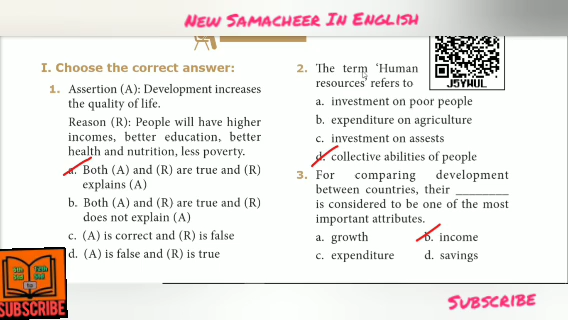 New Samacheer In English
I. Choose the correct answer:
1. Assertion (A): Development increases
the quality of life.
Reason (R): People will have higher
incomes, better education, better
health and nutrition, less poverty.
a. Both (A) and (R) are true and (R)
explains (A)
b. Both (A) and (R) are true and (R)
does not explain (A)
c. (A) is correct and (R) is false
d. (A) is false and (R) is true
2. The term ‘Human
resources’ refers to
J5YWUL
a. investment on poor people
b. expenditure on agriculture
c. investment on assests
d. collective abilities of people
3. For comparing development
between countries, their ________
is considered to be one of the most
important attributes.
a. growth b. income
c. expenditure d. savings
SUBSCRIBE
Subscribe